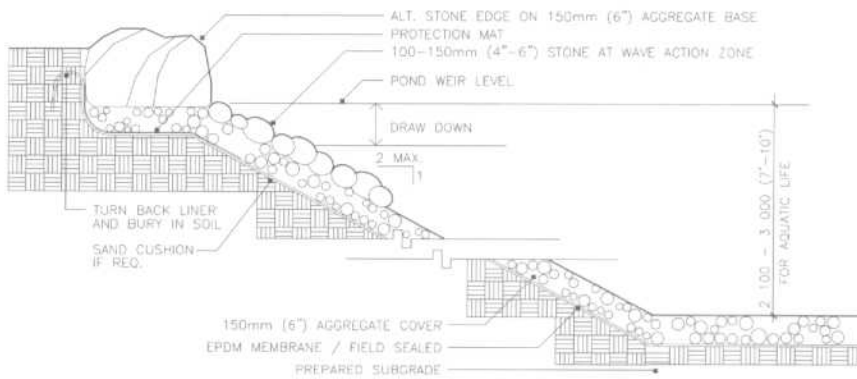 ALT. STONE EDGE ON 150mm (6") AGGREGATE BASE
PROTECTION MAT
100-150mm (4"-6") STONE AT WAVE ACTION ZONE
POND WEIR LEVEL
DRAW DOWN
2 MAX.
1
TURN BACK LINER
AND BURY IN SOIL
SAND CUSHION
IF REQ.
2 100 - 3 000 (7'-10')
FOR AQUATIC LIFE
150mm (6") AGGREGATE COVER
EPDM MEMBRANE / FIELD SEALED
PREPARED SUBGRADE